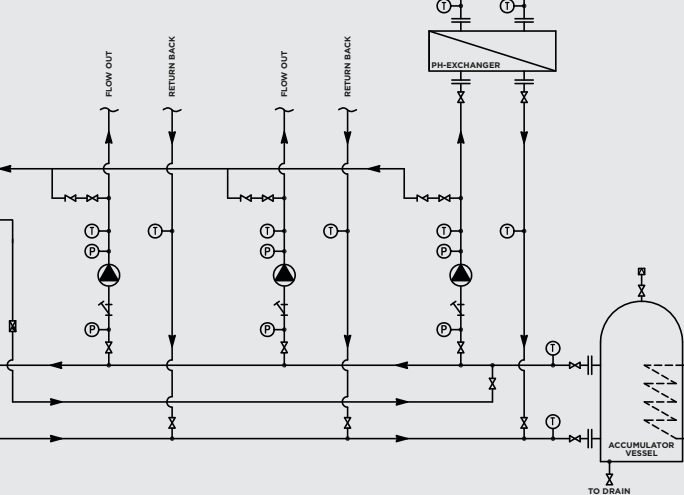 T
T
PH-EXCHANGER
FLOW OUT
RETURN BACK
FLOW OUT
RETURN BACK
T
T
T
T
T
T
P
P
P
P
P
P
T
T
ACCUMULATOR
VESSEL
TO DRAIN